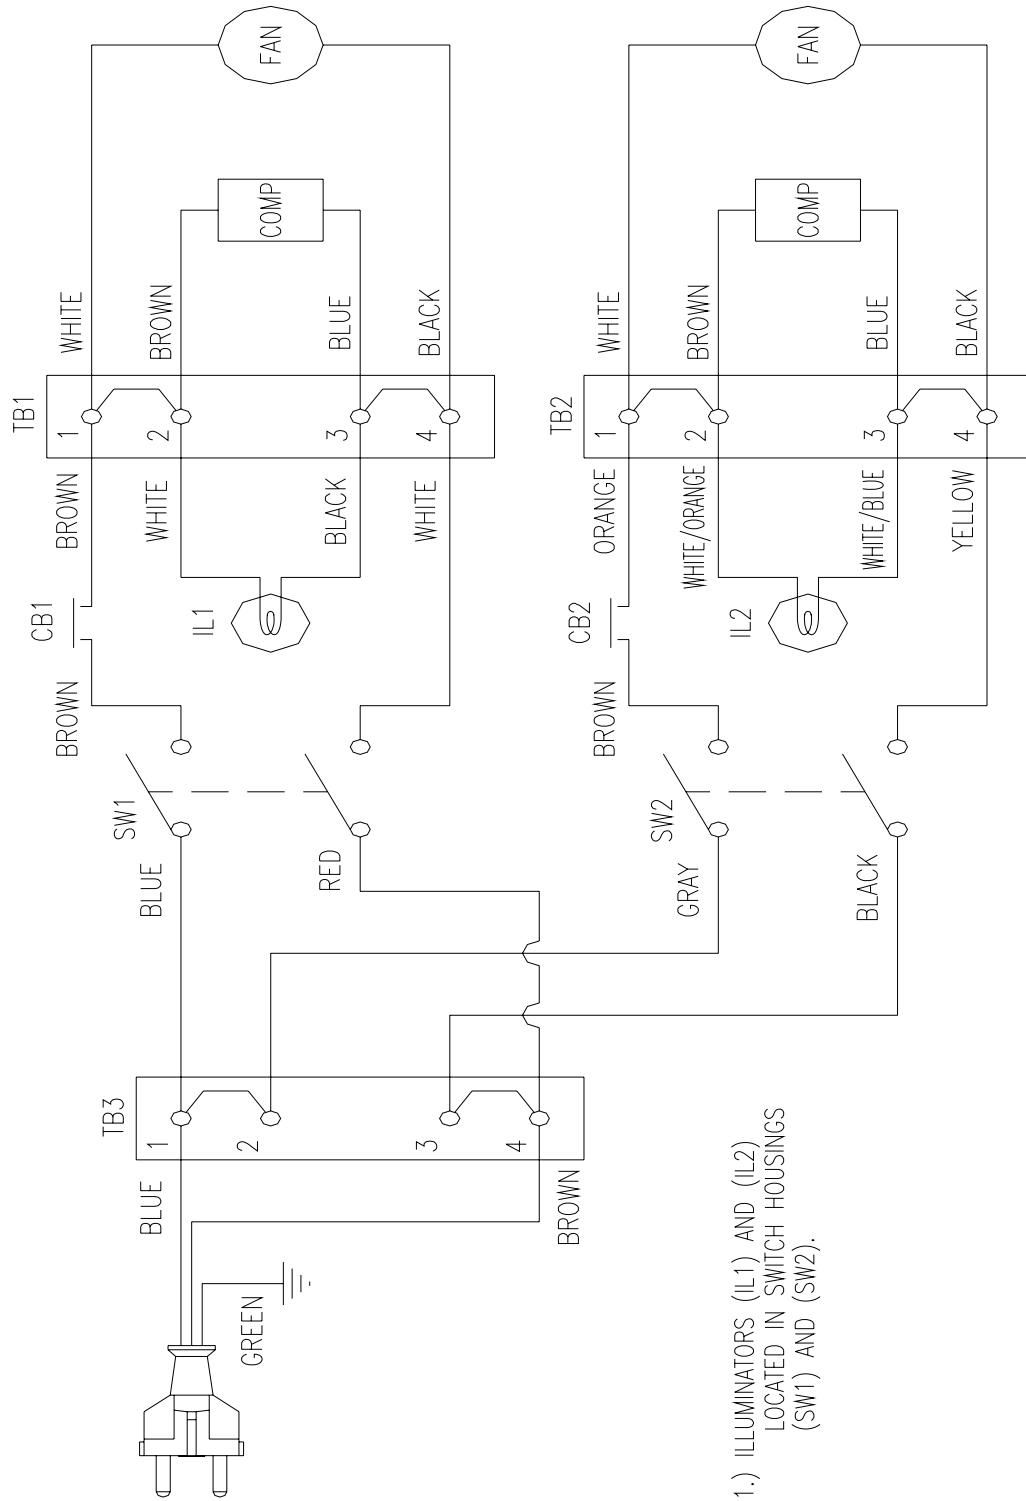 FAN
COMP
WHITE
BROWN
BLUE
BLACK
TB1
1
2
3
4
BROWN
WHITE
BLACK
WHITE
CB1
IL1
BROWN
SW1
BLUE
RED
FAN
COMP
WHITE
BROWN
BLUE
BLACK
TB2
1
2
3
4
ORANGE
WHITE/ORANGE
WHITE/BLUE
YELLOW
CB2
IL2
BROWN
SW2
GRAY
BLACK
TB3
1
2
3
4
BLUE
BROWN
GREEN
1.) ILLUMINATORS (IL1) AND (IL2)
LOCATED IN SWITCH HOUSINGS
(SW1) AND (SW2).